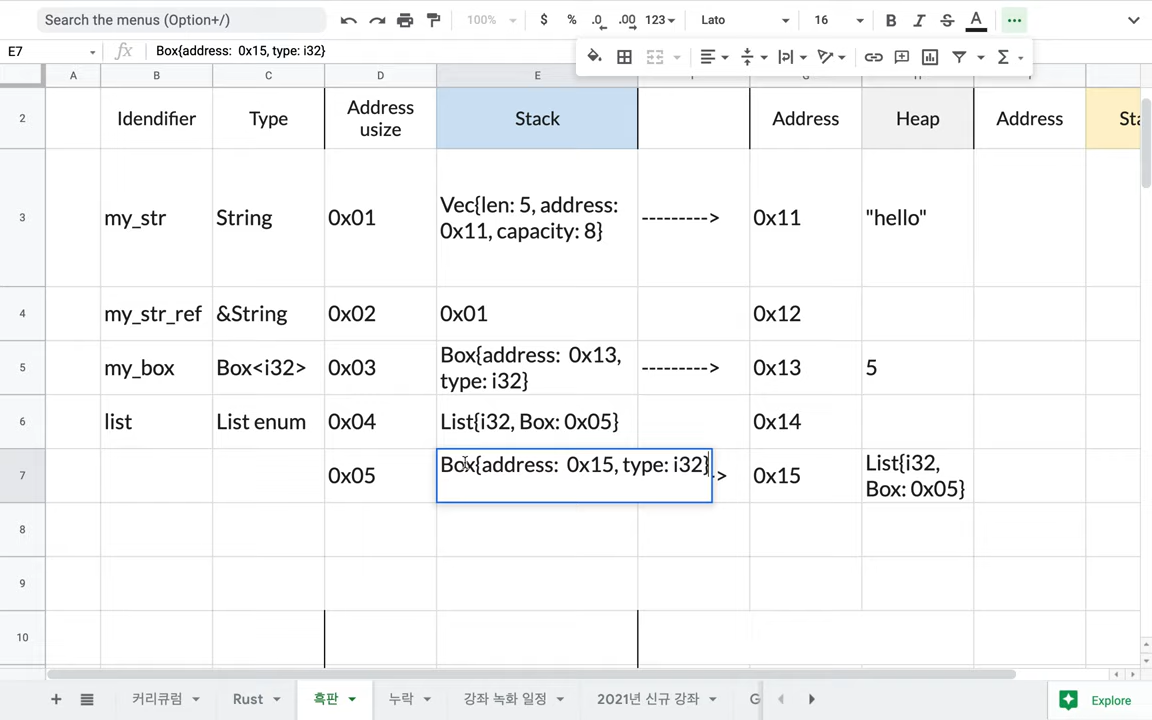 Search the menus (Option+/)
100%
$
%
.0
.00
123
Lato
16
B
I
S
A
E7
fx
Box{address:  0x15, type: i32}
A
B
C
D
E
2
Idendifier
Type
Address
usize
Stack
Address
Heap
Address
3
my_str
String
0x01
Vec{len: 5, address:
0x11, capacity: 8}
--------->
0x11
"hello"
4
my_str_ref
&String
0x02
0x01
0x12
5
my_box
Box<i32>
0x03
Box{address:  0x13,
type: i32}
--------->
0x13
5
6
list
List enum
0x04
List{i32, Box: 0x05}
0x14
7
0x05
Box{address:  0x15, type: i32}
->
0x15
List{i32,
Box: 0x05}
8
9
10
커리큘럼
Rust
흑판
누락
강좌 녹화 일정
2021년 신규 강좌
G
Explore